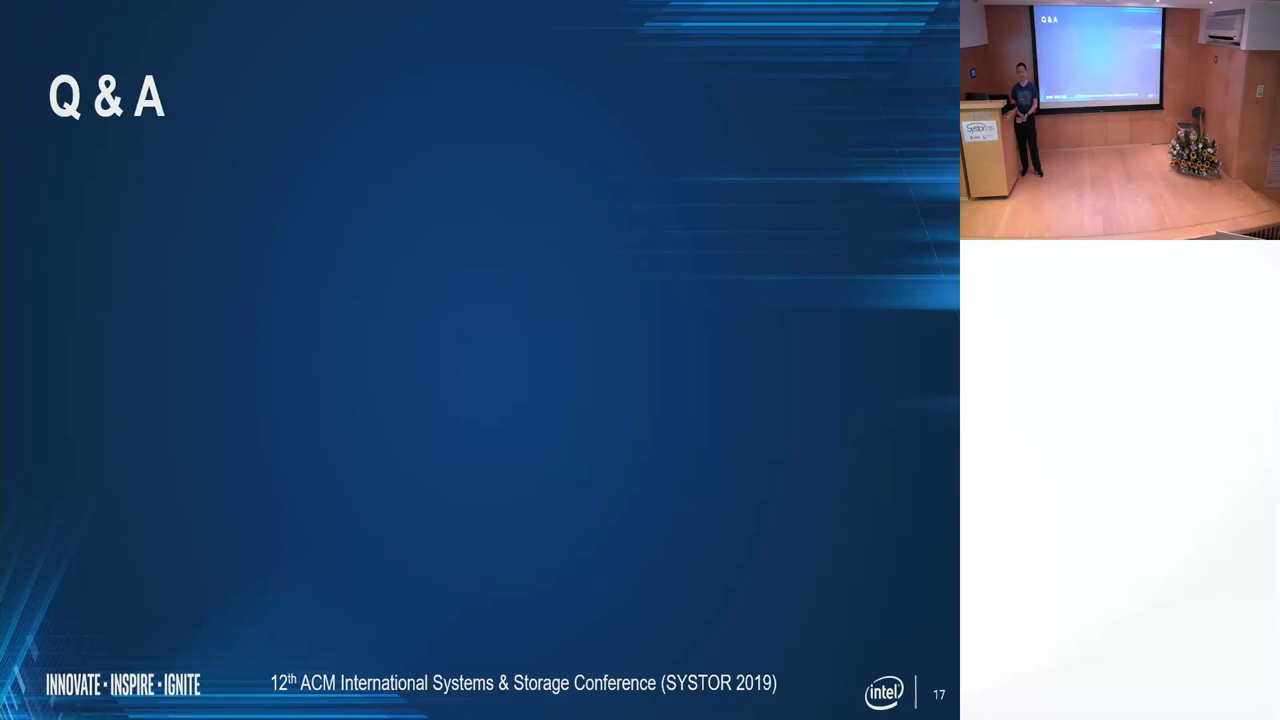 Q & A
INNOVATE · INSPIRE · IGNITE
12th ACM International Systems & Storage Conference (SYSTOR 2019)
intel
17
Q & A